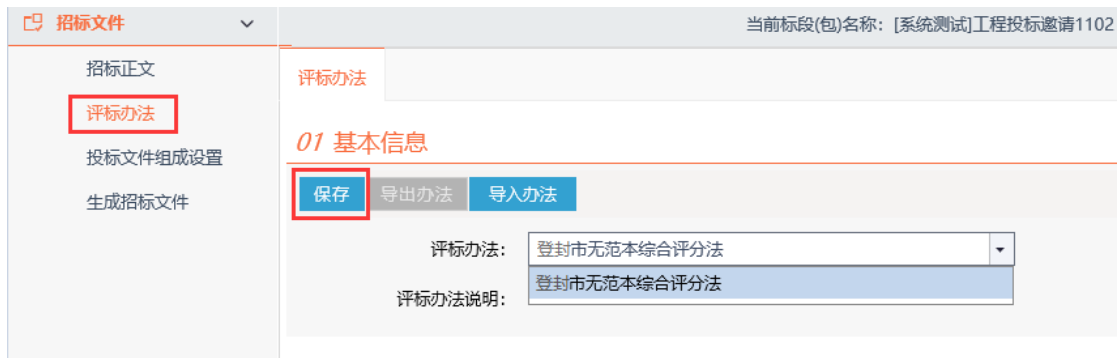 招标文件
当前标段(包)名称: [系统测试]工程投标邀请1102
招标正文
评标办法
评标办法
投标文件组成设置
01 基本信息
生成招标文件
保存 导出办法 导入办法
评标办法: 登封市无范本综合评分法
登封市无范本综合评分法
评标办法说明: